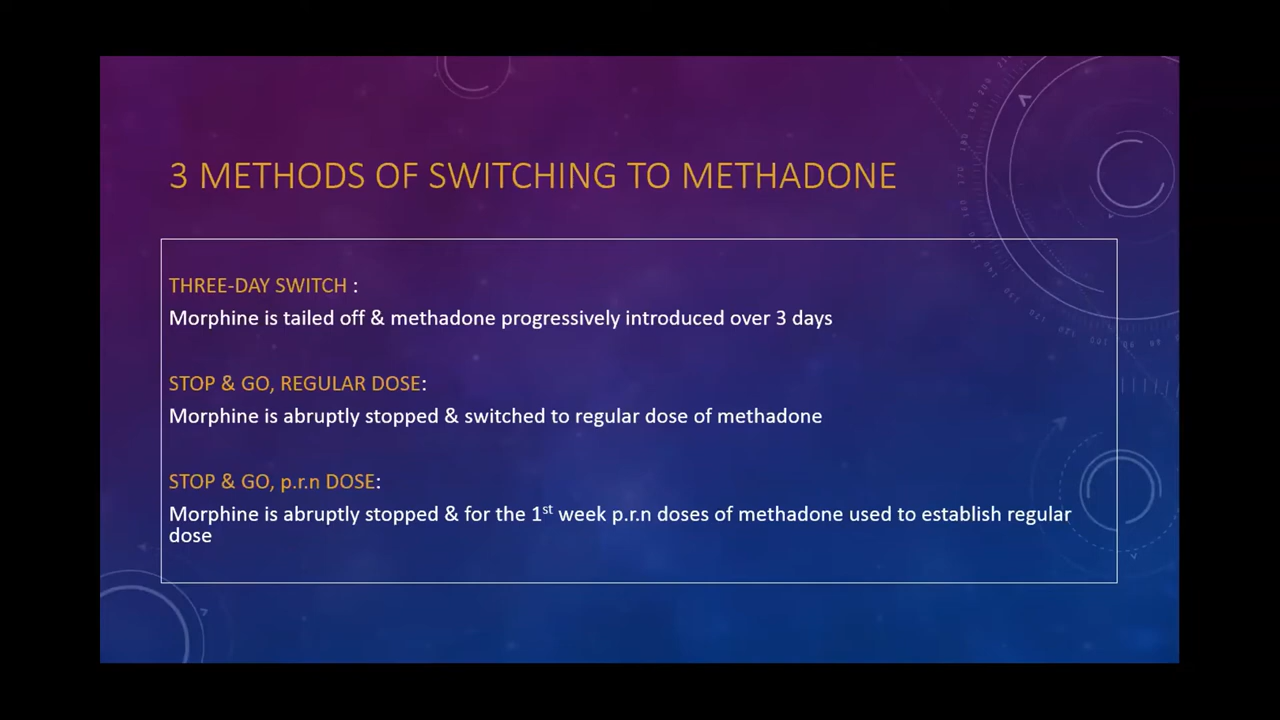 3 METHODS OF SWITCHING TO METHADONE
THREE-DAY SWITCH :
Morphine is tailed off & methadone progressively introduced over 3 days
STOP & GO, REGULAR DOSE:
Morphine is abruptly stopped & switched to regular dose of methadone
STOP & GO, p.r.n DOSE:
Morphine is abruptly stopped & for the 1st week p.r.n doses of methadone used to establish regular
dose